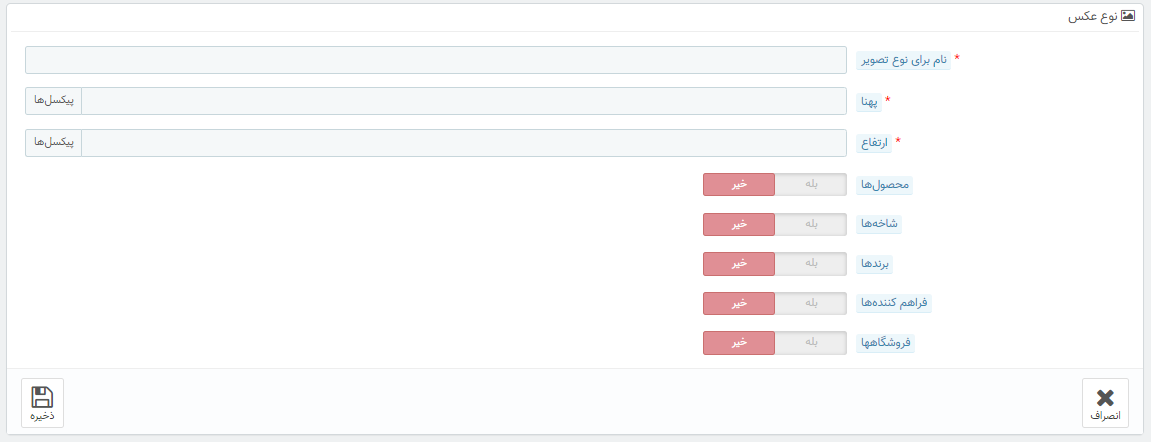 نوع عکس
* نام برای نوع تصویر
* پهنا پیکسل‌ها
* ارتفاع پیکسل‌ها
محصول‌ها بله خیر
شاخه‌ها بله خیر
برندها بله خیر
فراهم کننده‌ها بله خیر
فروشگاهها بله خیر
انصراف ذخیره